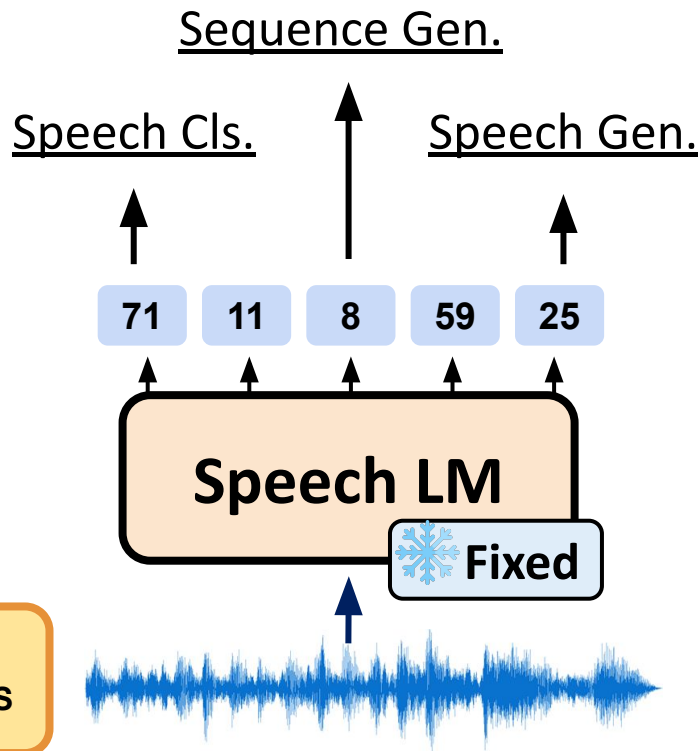 Sequence Gen.
Speech Cls.
Speech Gen.
71 11 8 59 25
Speech LM
Fixed
s